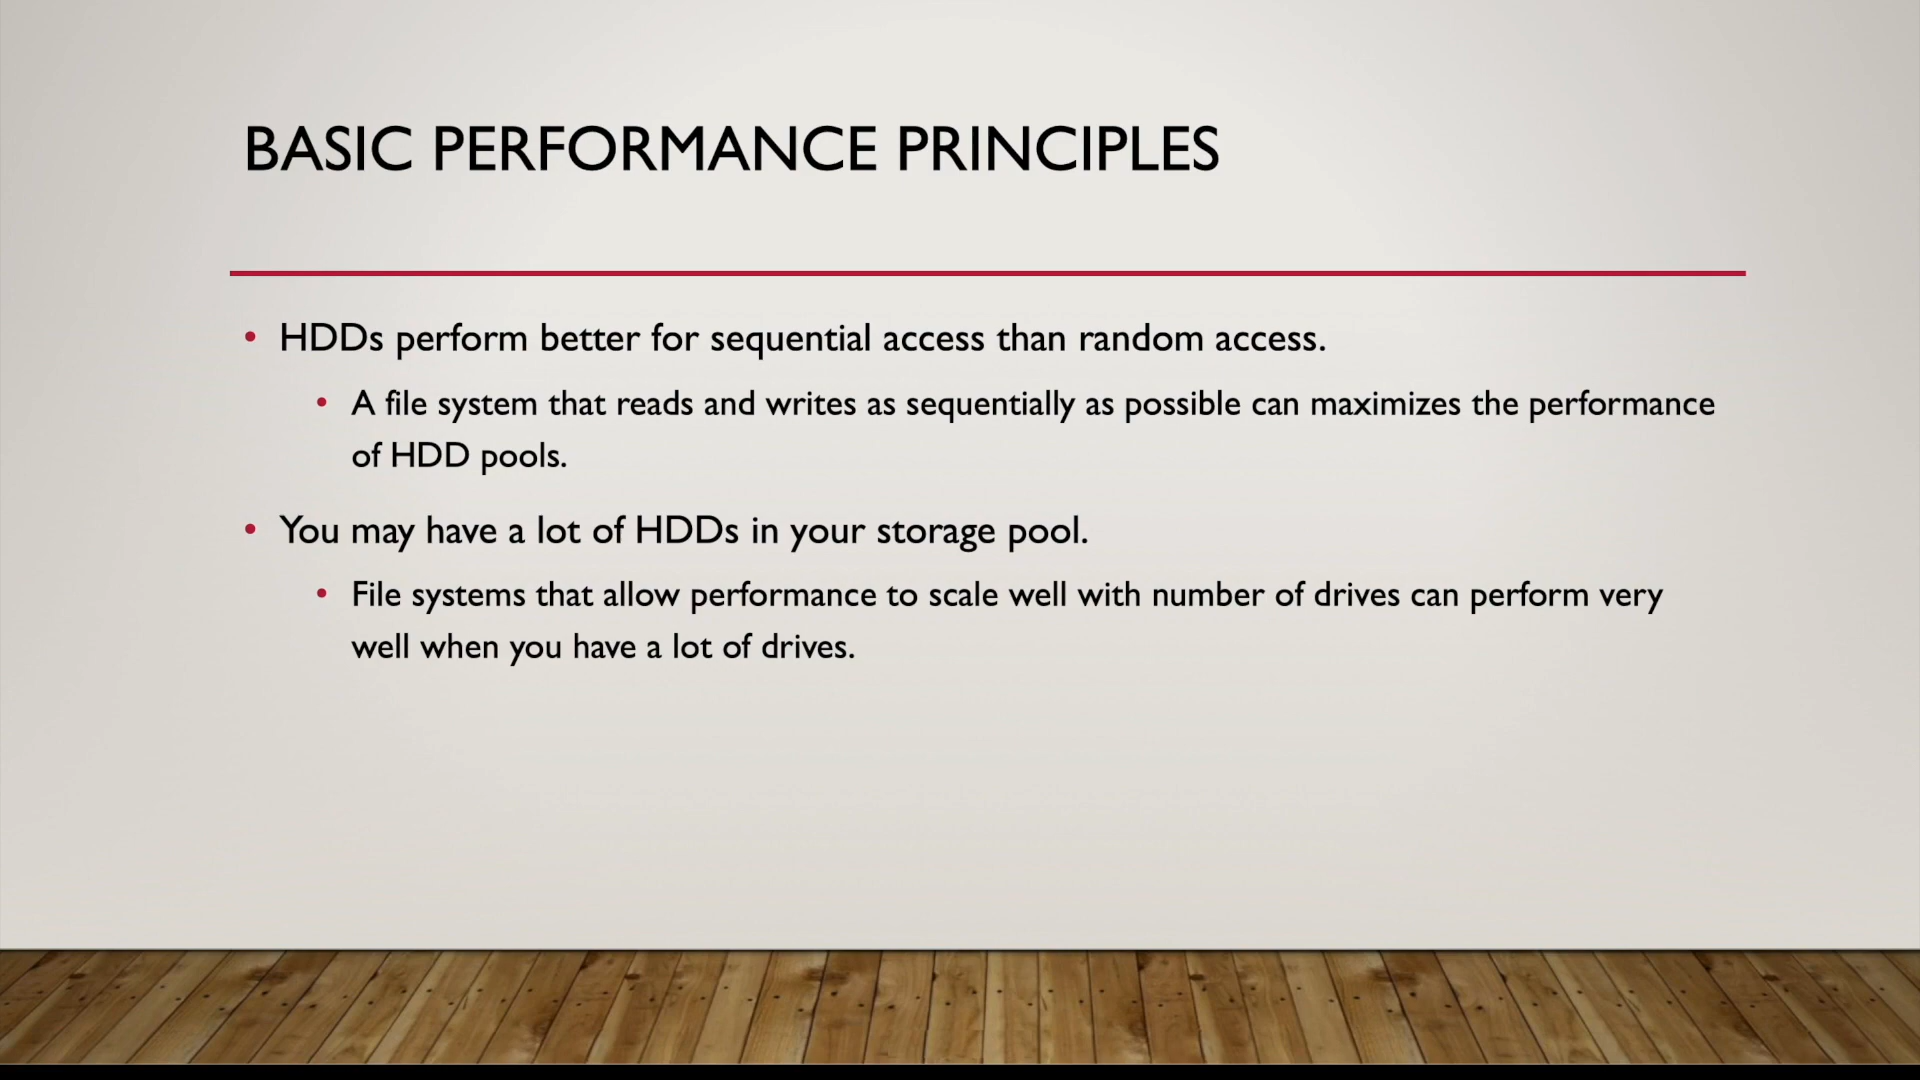 BASIC PERFORMANCE PRINCIPLES
• HDDs perform better for sequential access than random access.
• A file system that reads and writes as sequentially as possible can maximizes the performance
of HDD pools.
• You may have a lot of HDDs in your storage pool.
• File systems that allow performance to scale well with number of drives can perform very
well when you have a lot of drives.